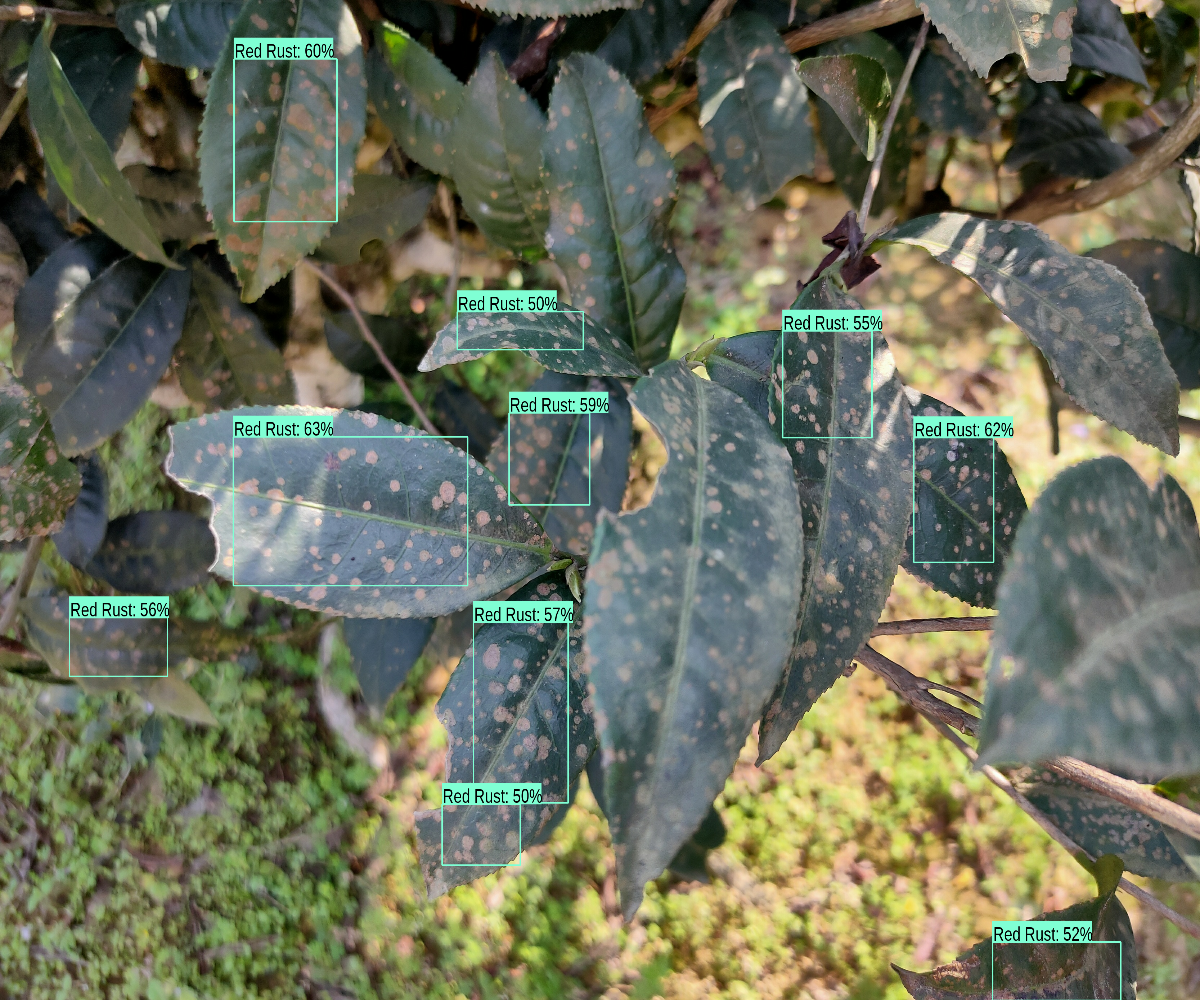 Red Rust: 60%
Red Rust: 50%
Red Rust: 55%
Red Rust: 59%
Red Rust: 63%
Red Rust: 62%
Red Rust: 56%
Red Rust: 57%
Red Rust: 50%
Red Rust: 52%